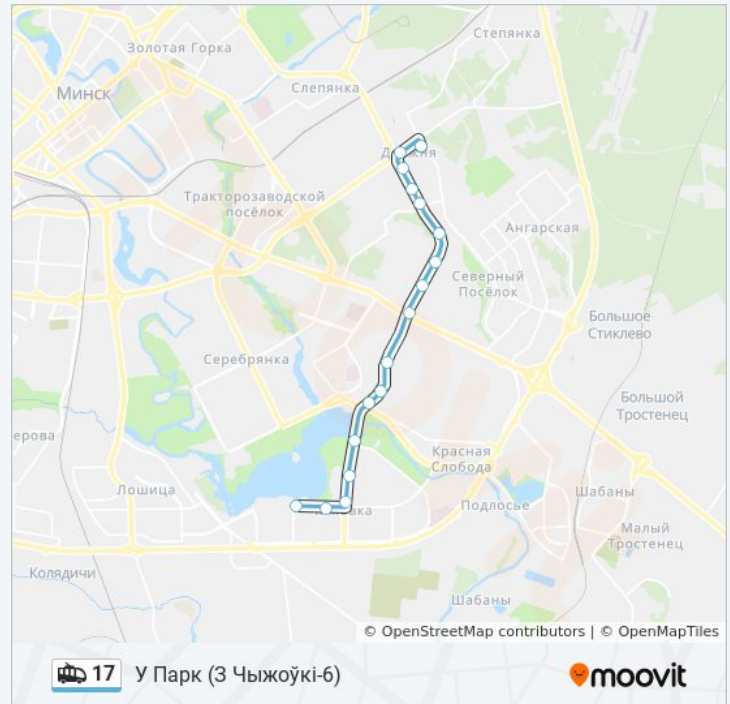 Степянка
Золотая Горка
Слепянка
Минск
Тракторозаводской
посёлок
Ангарская
Северный
Посёлок
Большое
Стиклево
Серебрянка
Большой
Тростенец
Красная
Слобода
Лошица
Шабаны
Подлосье
Малый
Тростенец
Колядичи
Шабаны
© OpenStreetMap contributors | © OpenMapTiles
17 У Парк (З Чыжоўкі-6)
moovit